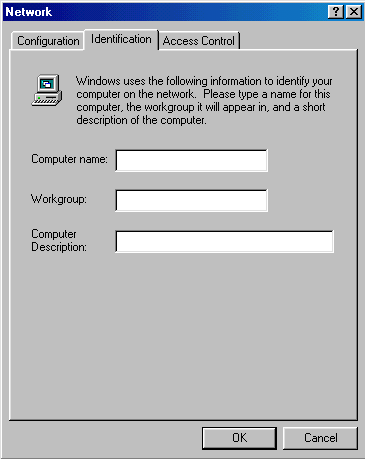 Network
Configuration Identification Access Control
Windows uses the following information to identify your
computer on the network. Please type a name for this
computer, the workgroup it will appear in, and a short
description of the computer.
Computer name:
Workgroup:
Computer
Description:
OK Cancel